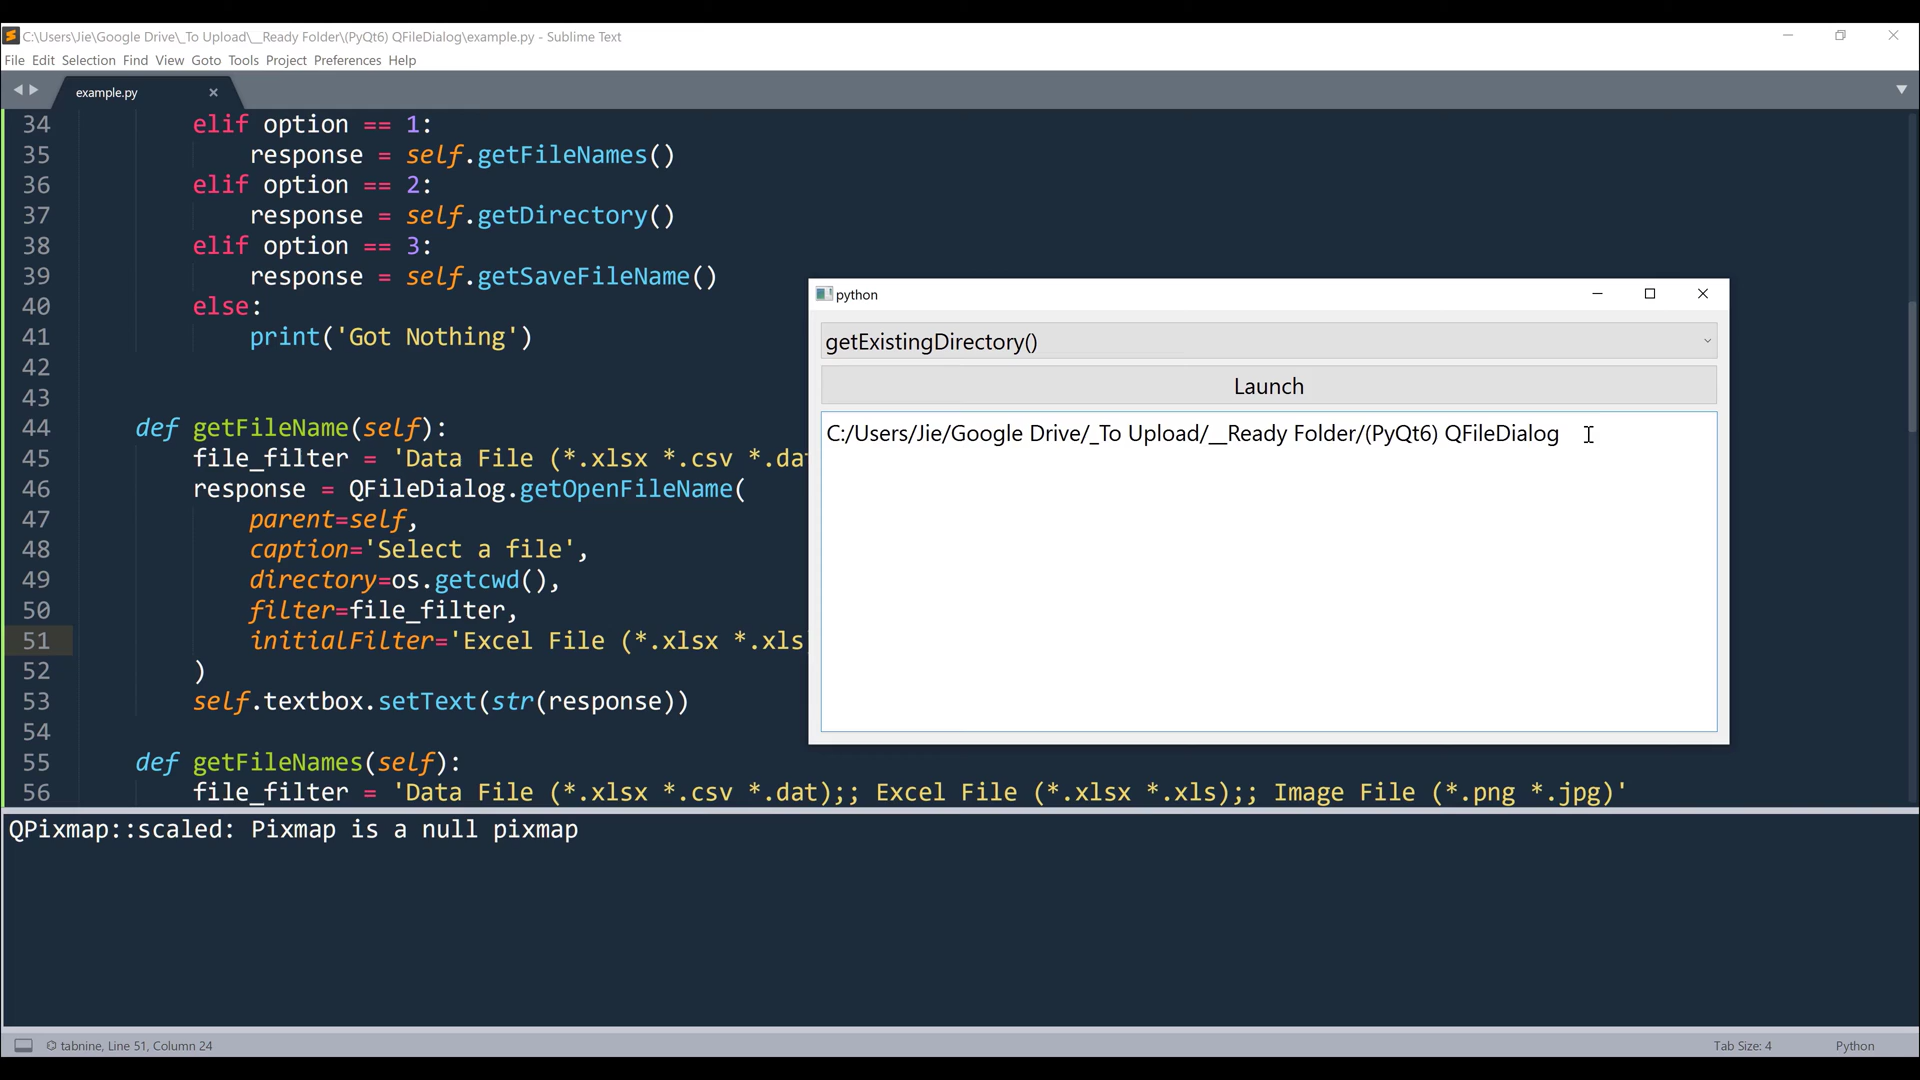 C:\Users\Jie\Google Drive\_To Upload\__Ready Folder\(PyQt6) QFileDialog\example.py - Sublime Text
File Edit Selection Find View Goto Tools Project Preferences Help
example.py
34 elif option == 1:
35 response = self.getFileNames()
36 elif option == 2:
37 response = self.getDirectory()
38 elif option == 3:
39 response = self.getSaveFileName()
40 else:
41 print('Got Nothing')
42
43
44 def getFileName(self):
45 file_filter = 'Data File (*.xlsx *.csv *.dat
46 response = QFileDialog.getOpenFileName(
47 parent=self,
48 caption='Select a file',
49 directory=os.getcwd(),
50 filter=file_filter,
51 initialFilter='Excel File (*.xlsx *.xls)
52 )
53 self.textbox.setText(str(response))
54
55 def getFileNames(self):
56 file_filter = 'Data File (*.xlsx *.csv *.dat);; Excel File (*.xlsx *.xls);; Image File (*.png *.jpg)'
python
getExistingDirectory()
Launch
C:/Users/Jie/Google Drive/_To Upload/__Ready Folder/(PyQt6) QFileDialog
QPixmap::scaled: Pixmap is a null pixmap
tabnine, Line 51, Column 24
Tab Size: 4
Python